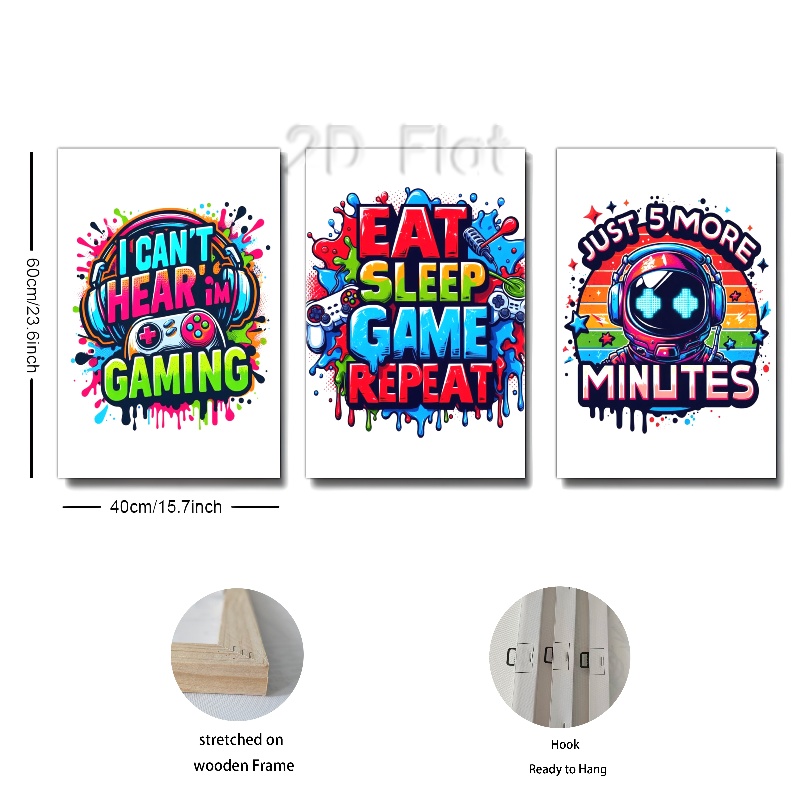 2D Flat
60cm/23.6inch
I CAN'T
HEAR
iM
GAMING
EAT
SLEEP
GAME
REPEAT
JUST 5 MORE
MINUTES
40cm/15.7inch
stretched on
wooden Frame
Hook
Ready to Hang